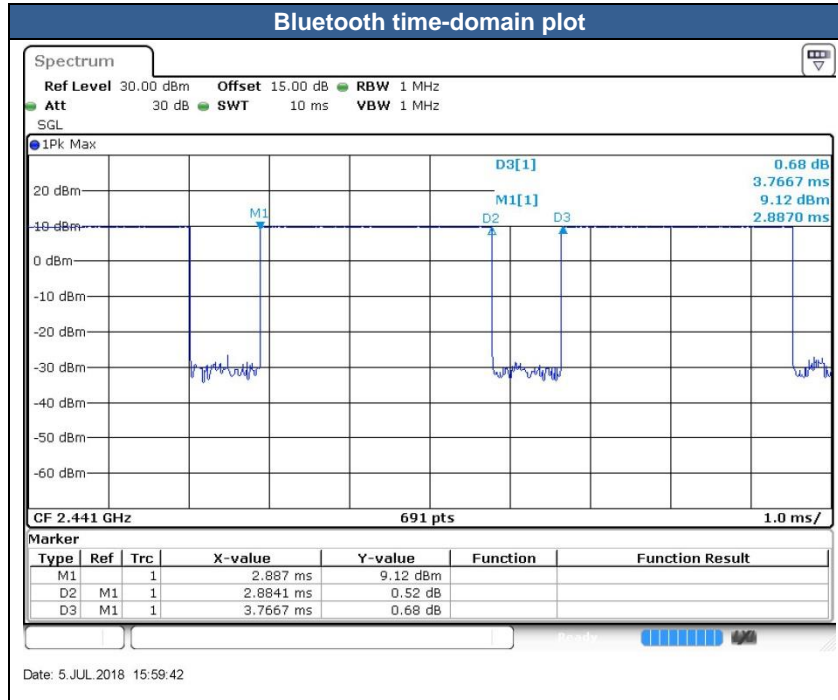 Bluetooth time-domain plot
Spectrum
Ref Level 30.00 dBm Offset 15.00 dB RBW 1 MHz
Att 30 dB SWT 10 ms VBW 1 MHz
SGL
1Pk Max
D3[1] 0.68 dB
3.7667 ms
M1[1] 9.12 dBm
2.8870 ms
20 dBm
M1 D2 D3
10 dBm
0 dBm
-10 dBm
-20 dBm
-30 dBm
-40 dBm
-50 dBm
-60 dBm
CF 2.441 GHz 691 pts 1.0 ms/
Marker
Type Ref Trc X-value Y-value Function Function Result
M1 1 2.887 ms 9.12 dBm
D2 M1 1 2.8841 ms 0.52 dB
D3 M1 1 3.7667 ms 0.68 dB
Ready
Date: 5.JUL.2018 15:59:42